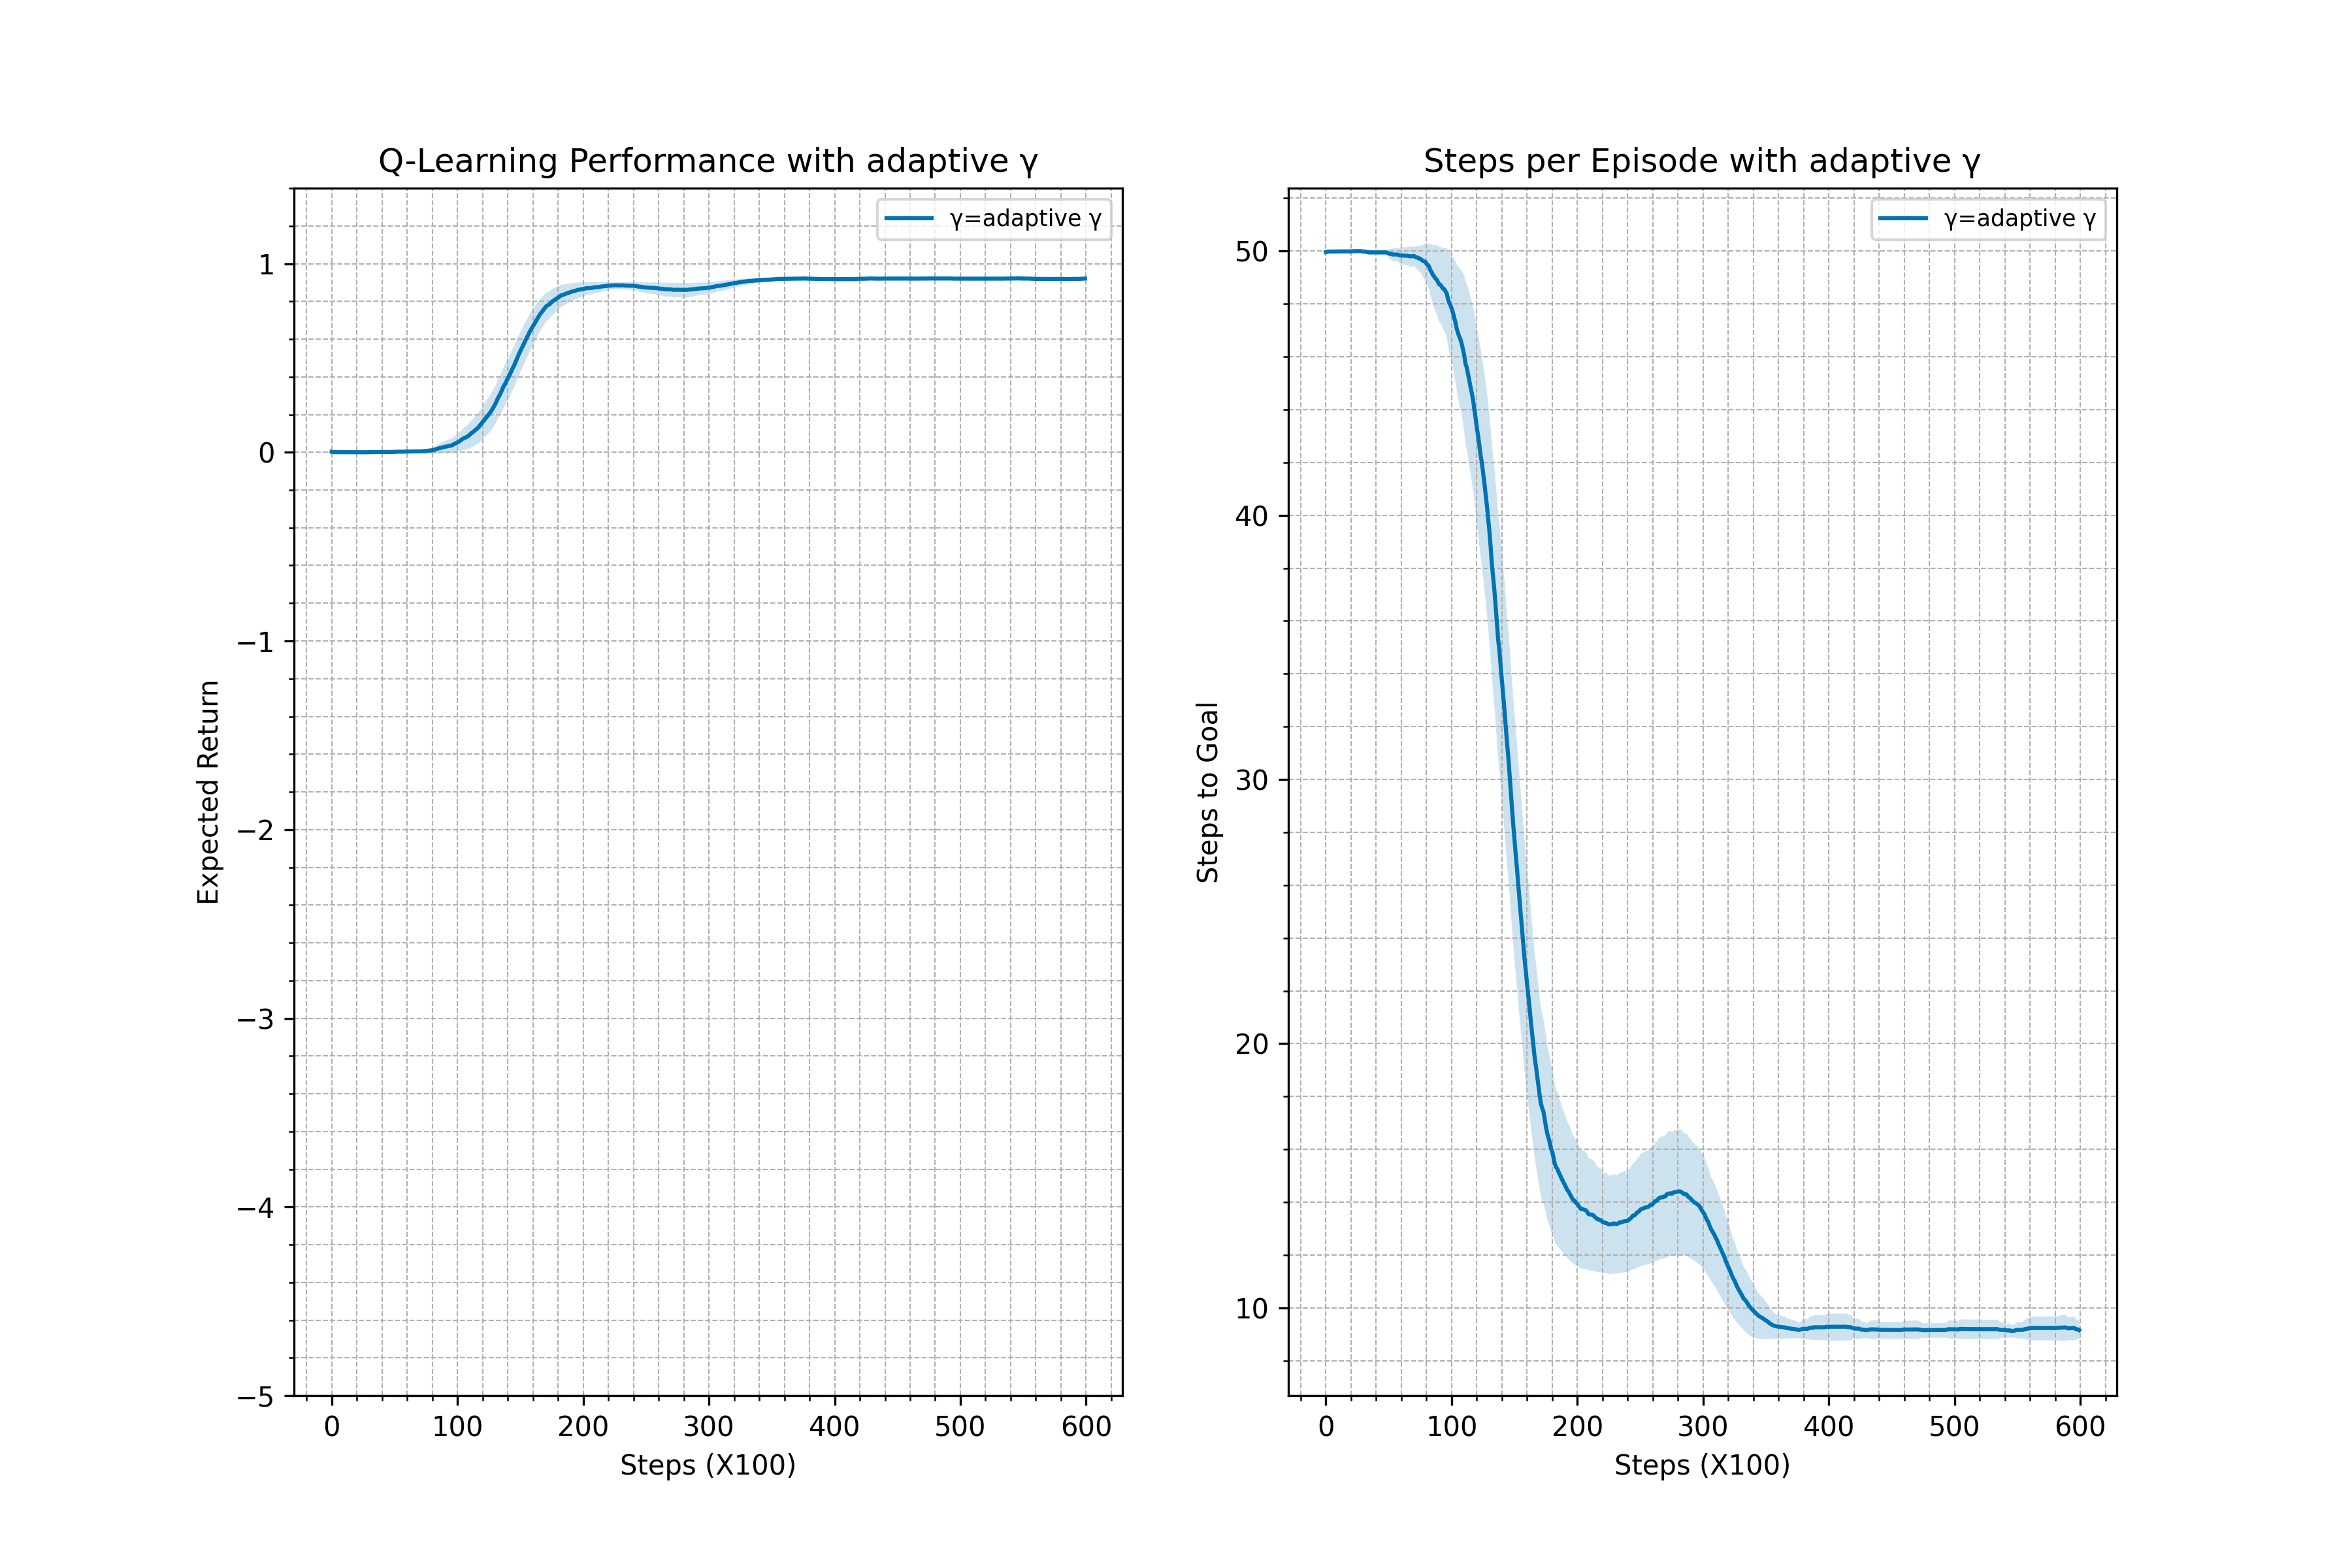 Q-Learning Performance with adaptive γ
γ=adaptive γ
1
0
−1
−2
−3
−4
−5
Expected Return
0 100 200 300 400 500 600
Steps (X100)
Steps per Episode with adaptive γ
γ=adaptive γ
50
40
30
20
10
Steps to Goal
0 100 200 300 400 500 600
Steps (X100)